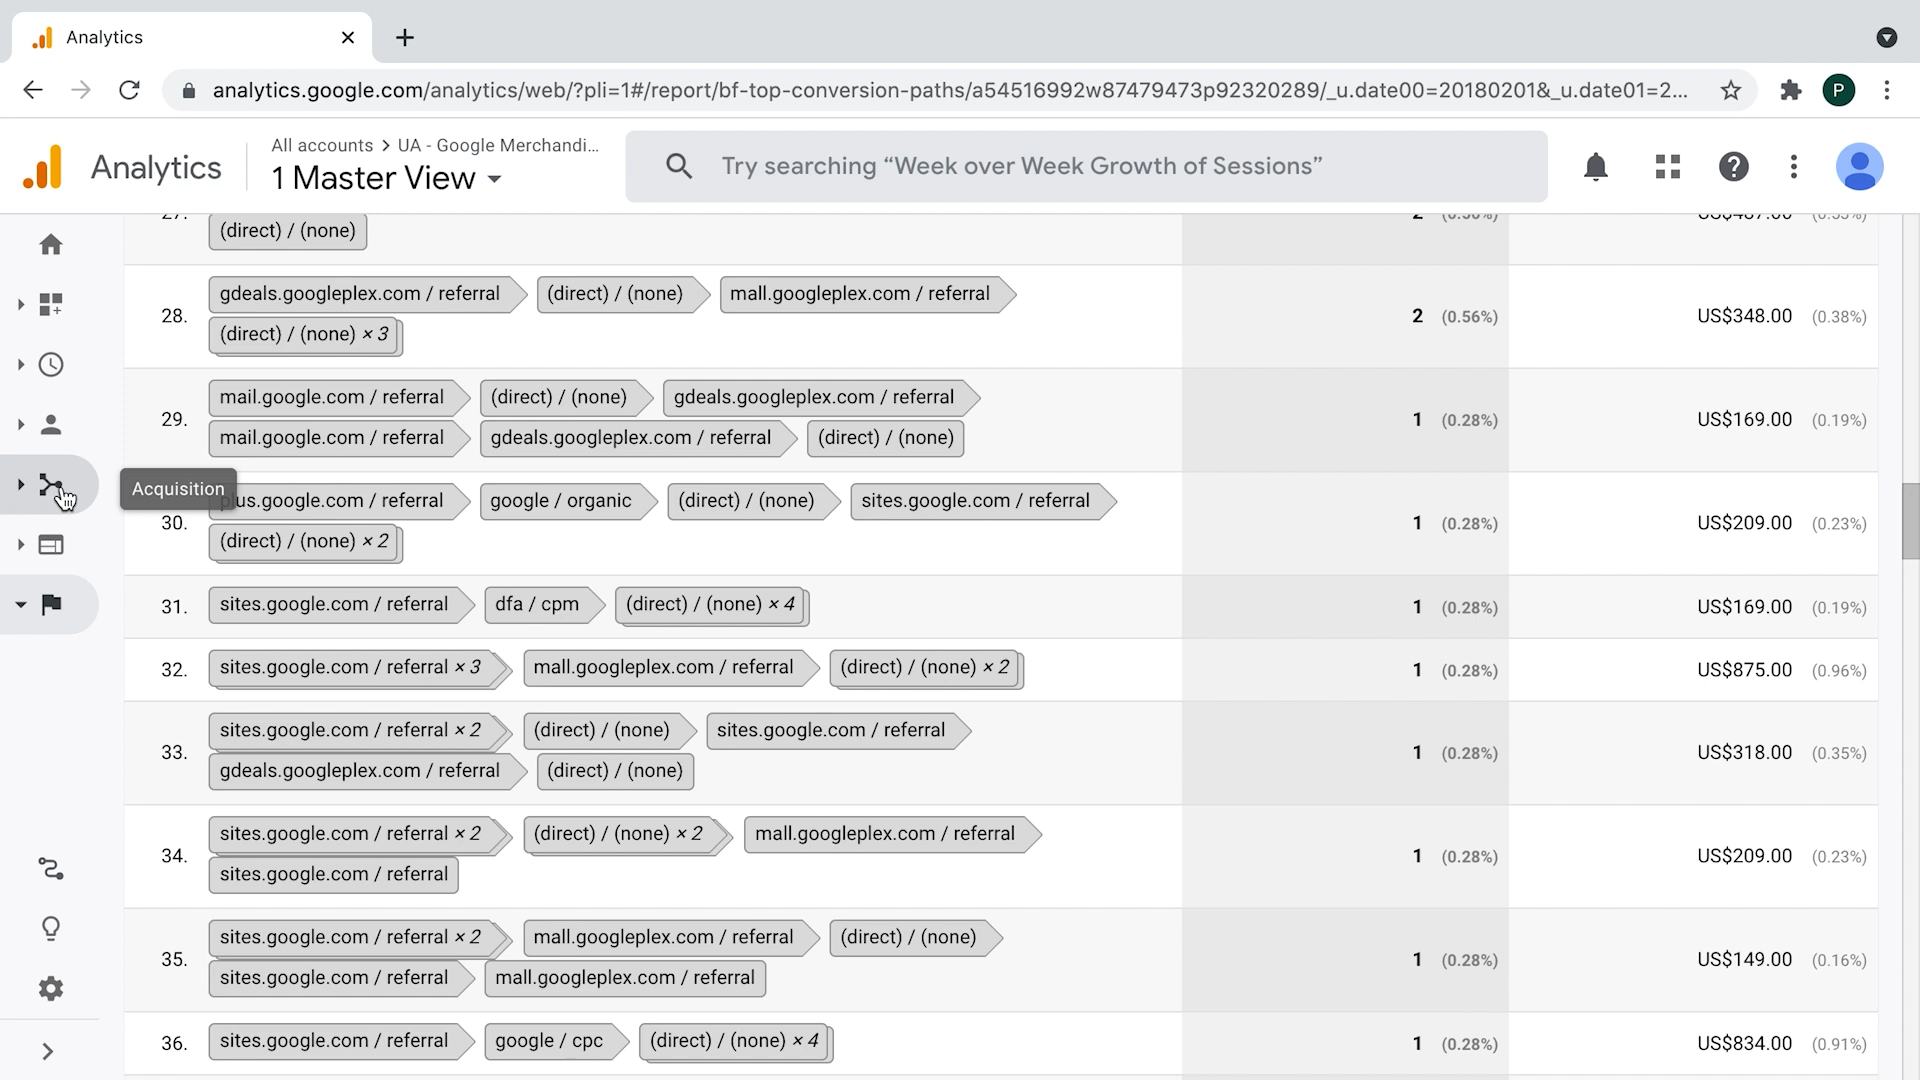 Analytics
analytics.google.com/analytics/web/?pli=1#/report/bf-top-conversion-paths/a54516992w87479473p92320289/_u.date00=20180201&_u.date01=2...
P
Analytics
All accounts > UA - Google Merchandi...
1 Master View
Try searching “Week over Week Growth of Sessions”
(direct) / (none)
28. gdeals.googleplex.com / referral (direct) / (none) mall.googleplex.com / referral
(direct) / (none) × 3
2 (0.56%) US$348.00 (0.38%)
29. mail.google.com / referral (direct) / (none) gdeals.googleplex.com / referral
mail.google.com / referral gdeals.googleplex.com / referral (direct) / (none)
1 (0.28%) US$169.00 (0.19%)
Acquisition
30. plus.google.com / referral google / organic (direct) / (none) sites.google.com / referral
(direct) / (none) × 2
1 (0.28%) US$209.00 (0.23%)
31. sites.google.com / referral dfa / cpm (direct) / (none) × 4 1 (0.28%) US$169.00 (0.19%)
32. sites.google.com / referral × 3 mall.googleplex.com / referral (direct) / (none) × 2 1 (0.28%) US$875.00 (0.96%)
33. sites.google.com / referral × 2 (direct) / (none) sites.google.com / referral
gdeals.googleplex.com / referral (direct) / (none)
1 (0.28%) US$318.00 (0.35%)
34. sites.google.com / referral × 2 (direct) / (none) × 2 mall.googleplex.com / referral
sites.google.com / referral
1 (0.28%) US$209.00 (0.23%)
35. sites.google.com / referral × 2 mall.googleplex.com / referral (direct) / (none)
sites.google.com / referral mall.googleplex.com / referral
1 (0.28%) US$149.00 (0.16%)
36. sites.google.com / referral google / cpc (direct) / (none) × 4 1 (0.28%) US$834.00 (0.91%)